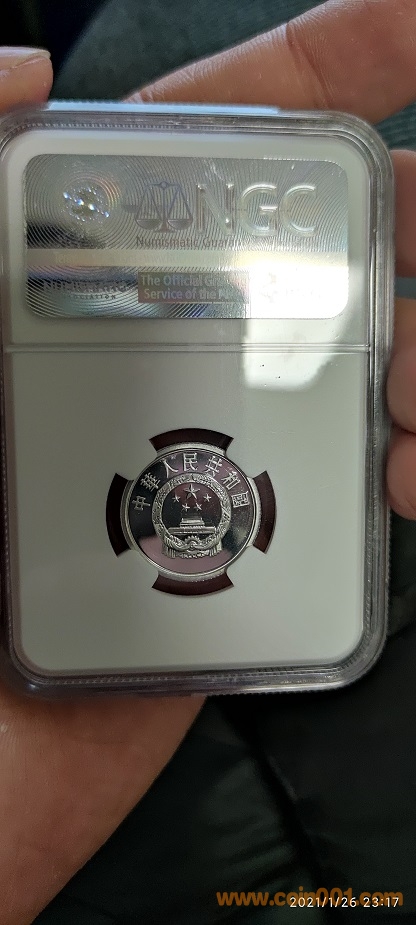 NGC
Numismatic Guaranty
The Official Gra
Service of the
中華人民共和國
www.coin001.com
2021/1/26 23:17